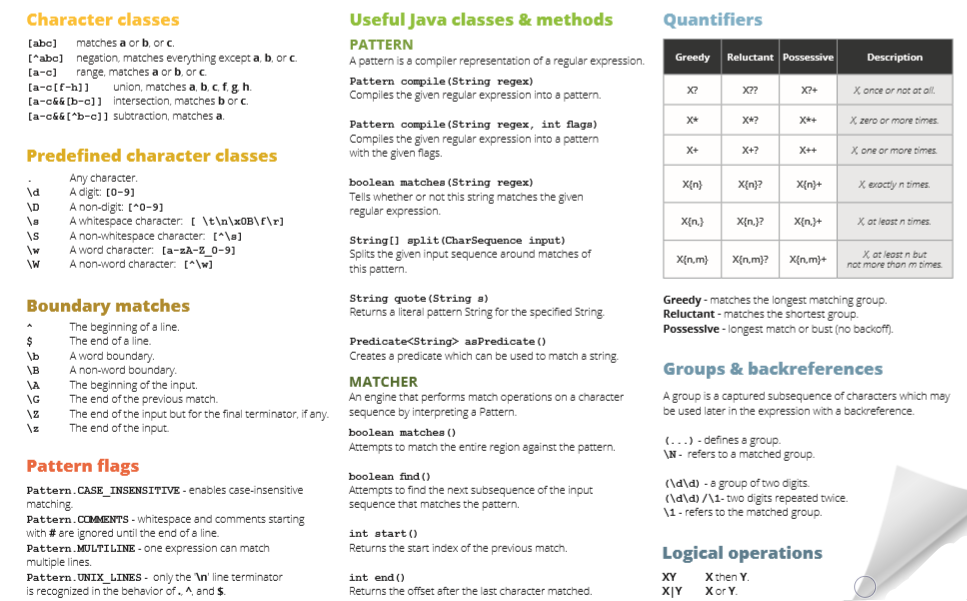 Character classes
[abc] matches a or b, or c.
[^abc] negation, matches everything except a, b, or c.
[a-c] range, matches a or b, or c.
[a-c[f-h]] union, matches a, b, c, f, g, h.
[a-c&&[b-c]] intersection, matches b or c.
[a-c&&[^b-c]] subtraction, matches a.
Predefined character classes
. Any character.
\d A digit: [0-9]
\D A non-digit: [^0-9]
\s A whitespace character: [ \t\n\x0B\f\r]
\S A non-whitespace character: [^\s]
\w A word character: [a-zA-Z_0-9]
\W A non-word character: [^\w]
Boundary matches
^ The beginning of a line.
$ The end of a line.
\b A word boundary.
\B A non-word boundary.
\A The beginning of the input.
\G The end of the previous match.
\Z The end of the input but for the final terminator, if any.
\z The end of the input.
Pattern flags
Pattern.CASE_INSENSITIVE - enables case-insensitive
matching.
Pattern.COMMENTS - whitespace and comments starting
with # are ignored until the end of a line.
Pattern.MULTILINE - one expression can match
multiple lines.
Pattern.UNIX_LINES - only the '\n' line terminator
is recognized in the behavior of ., ^, and $.
Useful Java classes & methods
PATTERN
A pattern is a compiler representation of a regular expression.
Pattern compile(String regex)
Compiles the given regular expression into a pattern.
Pattern compile(String regex, int flags)
Compiles the given regular expression into a pattern
with the given flags.
boolean matches(String regex)
Tells whether or not this string matches the given
regular expression.
String[] split(CharSequence input)
Splits the given input sequence around matches of
this pattern.
String quote(String s)
Returns a literal pattern String for the specified String.
Predicate<String> asPredicate()
Creates a predicate which can be used to match a string.
MATCHER
An engine that performs match operations on a character
sequence by interpreting a Pattern.
boolean matches()
Attempts to match the entire region against the pattern.
boolean find()
Attempts to find the next subsequence of the input
sequence that matches the pattern.
int start()
Returns the start index of the previous match.
int end()
Returns the offset after the last character matched.
Quantifiers
Greedy Reluctant Possessive Description
X? X?? X?+ X, once or not at all.
X* X*? X*+ X, zero or more times.
X+ X+? X++ X, one or more times.
X{n} X{n}? X{n}+ X, exactly n times.
X{n,} X{n,}? X{n,}+ X, at least n times.
X{n,m} X{n,m}? X{n,m}+ X, at least n but
not more than m times.
Greedy - matches the longest matching group.
Reluctant - matches the shortest group.
Possessive - longest match or bust (no backoff).
Groups & backreferences
A group is a captured subsequence of characters which may
be used later in the expression with a backreference.
(...) - defines a group.
\N - refers to a matched group.
(\d\d) - a group of two digits.
(\d\d)/\1- two digits repeated twice.
\1 - refers to the matched group.
Logical operations
XY X then Y.
X|Y X or Y.